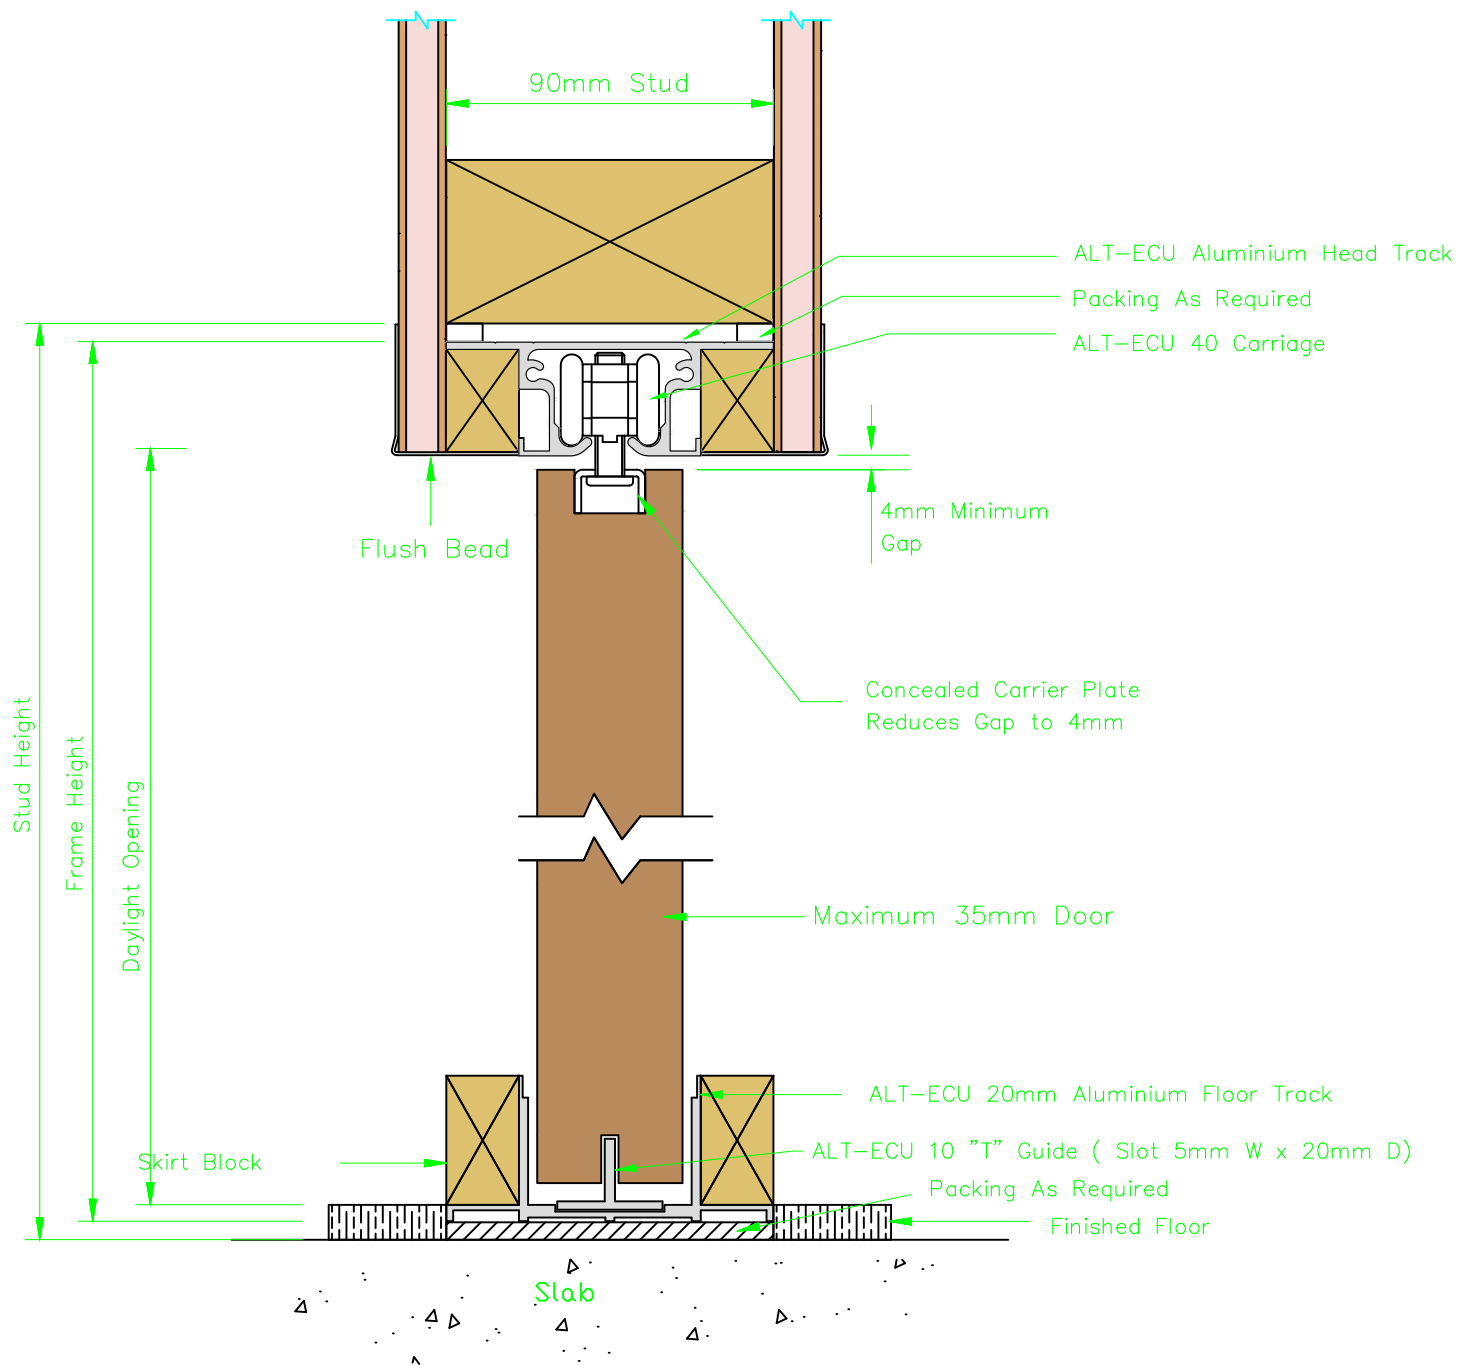 90mm Stud
ALT-ECU Aluminium Head Track
Packing As Required
ALT-ECU 40 Carriage
4mm Minimum
Gap
Flush Bead
Concealed Carrier Plate
Reduces Gap to 4mm
Stud Height
Frame Height
Daylight Opening
Maximum 35mm Door
ALT-ECU 20mm Aluminium Floor Track
ALT-ECU 10 "T" Guide ( Slot 5mm W x 20mm D)
Skirt Block
Packing As Required
Finished Floor
Slab